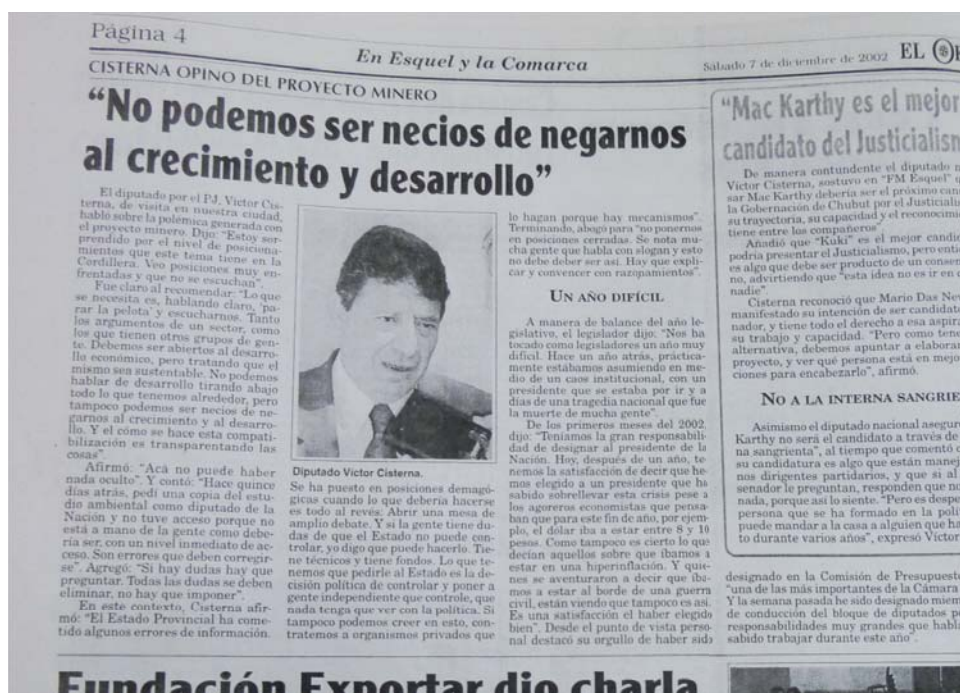 Página 4
En Esquel y la Comarca
Sábado 7 de diciembre de 2002
EL
CISTERNA OPINO DEL PROYECTO MINERO
“No podemos ser necios de negarnos
al crecimiento y desarrollo”
El diputado por el PJ, Víctor Cis-
terna, de visita en nuestra ciudad,
habló sobre la polémica generada con
el proyecto minero. Dijo: “Estoy sor-
prendido por el nivel de posiciona-
mientos que este tema tiene en la
Cordillera. Veo posiciones muy en-
frentadas y que no se escuchan”.
Fue claro al recomendar: “Lo que
se necesita es, hablando claro, ‘pa-
rar la pelota’ y escucharnos. Tanto
los argumentos de un sector, como
los que tienen otros grupos de gen-
te. Debemos ser abiertos al desarro-
llo económico, pero tratando que el
mismo sea sustentable. No podemos
hablar de desarrollo tirando abajo
todo lo que tenemos alrededor, pero
tampoco podemos ser necios de ne-
garnos al crecimiento y al desarro-
llo. Y el cómo se hace esta compati-
bilización es transparentando las
cosas”.
Afirmó: “Acá no puede haber
nada oculto”. Y contó: “Hace quince
días atrás, pedí una copia del estu-
dio ambiental como diputado de la
Nación y no tuve acceso porque no
está a mano de la gente como debe-
ría ser, con un nivel inmediato de ac-
ceso. Son errores que deben corregir-
se”. Agregó: “Si hay dudas hay que
preguntar. Todas las dudas se deben
eliminar, no hay que imponer”.
En este contexto, Cisterna afir-
mó: “El Estado Provincial ha come-
tido algunos errores de información.
Diputado Víctor Cisterna.
Se ha puesto en posiciones demagó-
gicas cuando lo que debería hacerse
es todo al revés: Abrir una mesa de
amplio debate. Y si la gente tiene du-
das de que el Estado no puede con-
trolar, yo digo que puede hacerlo. Tie-
ne técnicos y tiene fondos. Lo que te-
nemos que pedirle al Estado es la de-
cisión política de controlar y poner a
gente independiente que controle, que
nada tenga que ver con la política. Si
tampoco podemos creer en esto, con-
tratemos a organismos privados que
lo hagan porque hay mecanismos”.
Terminando, abogó para “no ponernos
en posiciones cerradas. Se nota mu-
cha gente que habla con slogan y esto
no debe deber ser así. Hay que expli-
car y convencer con razonamientos”.
UN AÑO DIFÍCIL
A manera de balance del año le-
gislativo, el legislador dijo: “Nos ha
tocado como legisladores un año muy
difícil. Hace un año atrás, práctica-
mente estábamos asumiendo en me-
dio de un caos institucional, con un
presidente que se estaba por ir y a
días de una tragedia nacional que fue
la muerte de mucha gente”.
De los primeros meses del 2002,
dijo: “Teníamos la gran responsabili-
dad de designar al presidente de la
Nación. Hoy, después de un año, te-
nemos la satisfacción de decir que he-
mos elegido a un presidente que ha
sabido sobrellevar esta crisis pese a
los agoreros economistas que pensa-
ban que para este fin de año, por ejem-
plo, el dólar iba a estar entre 8 y 10
pesos. Como tampoco es cierto lo que
decían aquellos sobre que íbamos a
estar en una hiperinflación. Y quie-
nes se aventuraron a decir que íba-
mos a estar al borde de una guerra
civil, están viendo que tampoco es así.
Es una satisfacción el haber elegido
bien”. Desde el punto de vista perso-
nal destacó su orgullo de haber sido
“Mac Karthy es el mejor
candidato del Justicialism
De manera contundente el diputado n
Víctor Cisterna, sostuvo en “FM Esquel” q
sar Mac Karthy debería ser el próximo can
la Gobernación de Chubut por el Justiciali
su trayectoria, su capacidad y el reconocimi
tiene entre los compañeros”.
Añadió que “Kuki” es el mejor candid
podría presentar el Justicialismo, pero entie
es algo que debe ser producto de un consen
no, advirtiendo que “esta idea no es ir en c
nadie”.
Cisterna reconoció que Mario Das Nev
manifestado su intención de ser candidato
nador, y tiene todo el derecho a esa aspira
su trabajo y capacidad. “Pero como tene
alternativa, debemos apuntar a elabora
proyecto, y ver qué persona está en mejo
ciones para encabezarlo”, afirmó.
NO A LA INTERNA SANGRIE
Asimismo el diputado nacional asegur
Karthy no será el candidato a través de
na sangrienta”, al tiempo que comentó q
su candidatura es algo que están manej
nos dirigentes partidarios, y que si al
senador le preguntan, responden que no
nada, porque así lo siente. “Pero es despe
persona que se ha formado en la polí
puede mandar a la casa a alguien que ha
to durante varios años”, expresó Víctor
designado en la Comisión de Presupuesto
“una de las más importantes de la Cámara
Y la semana pasada he sido designado miem
de conducción del bloque de diputados pe
responsabilidades muy grandes que habla
sabido trabajar durante este año”.
Fundación Exportar dio charla